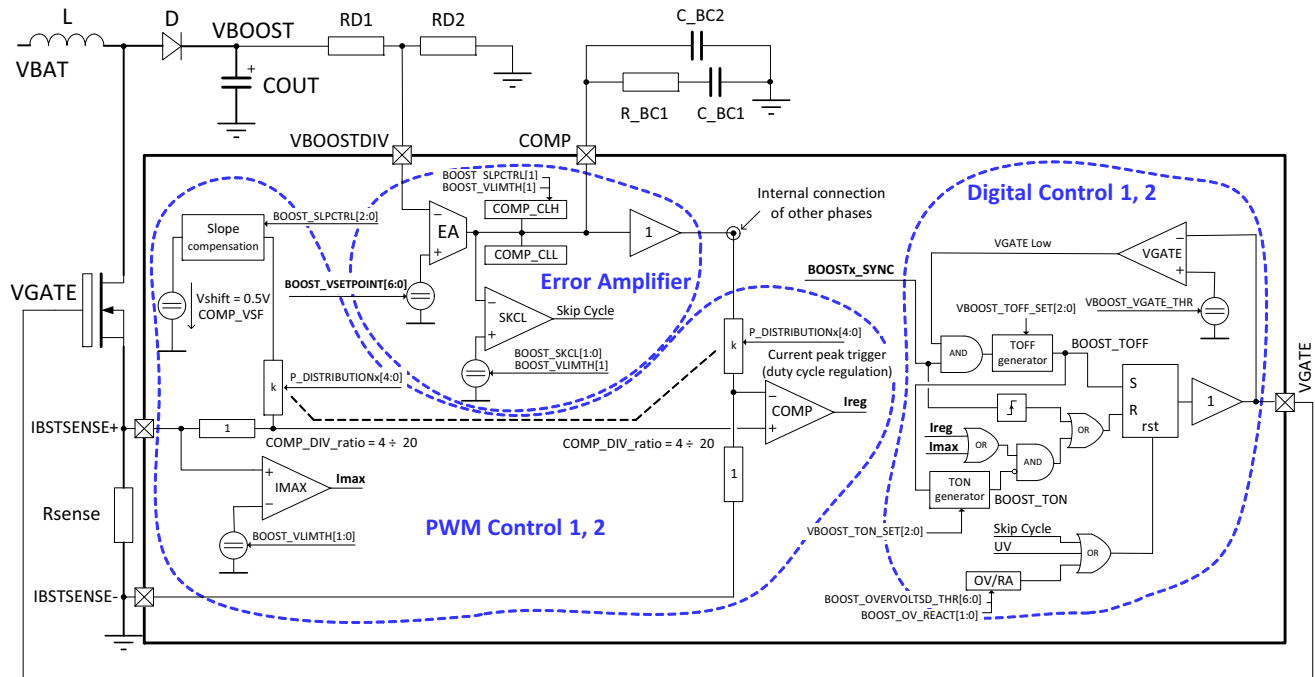 L
D
VBOOST
RD1
RD2
C_BC2
VBAT
+
COUT
R_BC1
C_BC1
VBOOSTDIV
COMP
BOOST_SLPCTRL[1]
BOOST_VLIMTH[1]
Internal connection
of other phases
Digital Control 1, 2
Slope
compensation
BOOST_SLPCTRL[2:0]
COMP_CLH
−
EA
+
1
COMP_CLL
VGATE Low
−
VGATE
+
Error Amplifier
BOOSTx_SYNC
VGATE
Vshift = 0.5V
COMP_VSF
BOOST_VSETPOINT[6:0]
−
SKCL
+
Skip Cycle
VBOOST_TOFF_SET[2:0]
VBOOST_VGATE_THR
P_DISTRIBUTIONx[4:0]
k
AND
TOFF
generator
BOOST_TOFF
BOOST_SKCL[1:0]
BOOST_VLIMTH[1]
Current peak trigger
(duty cycle regulation)
P_DISTRIBUTIONx[4:0]
k
S
R
rst
1
VGATE
−
COMP
+
Ireg
IBSTSENSE+
1
COMP_DIV_ratio = 4 ÷ 20
COMP_DIV_ratio = 4 ÷ 20
Ireg
Imax
OR
OR
AND
+
IMAX
−
Imax
1
TON
generator
BOOST_TON
Rsense
BOOST_VLIMTH[1:0]
PWM Control 1, 2
VBOOST_TON_SET[2:0]
Skip Cycle
UV
OR
OV/RA
IBSTSENSE-
BOOST_OVERVOLTSD_THR[6:0]
BOOST_OV_REACT[1:0]